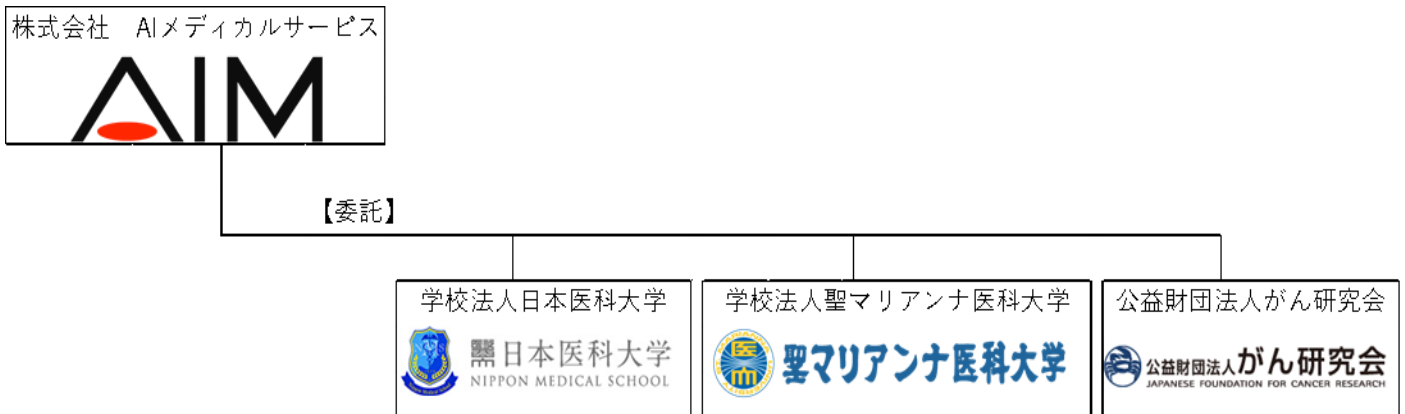 株式会社　AIメディカルサービス
AIM
【委託】
学校法人日本医科大学
日本医科大学
NIPPON MEDICAL SCHOOL
学校法人聖マリアンナ医科大学
聖マリアンナ医科大学
公益財団法人がん研究会
公益財団法人がん研究会
JAPANESE FOUNDATION FOR CANCER RESEARCH